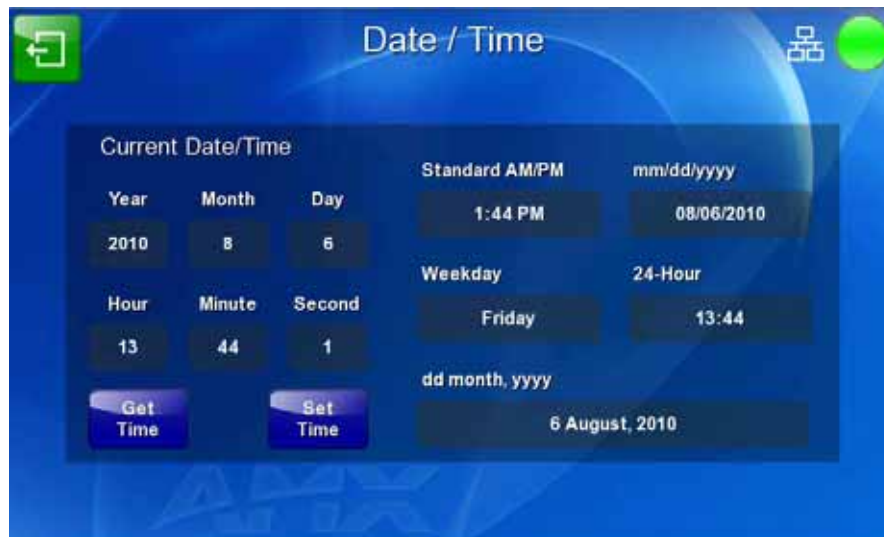 Date / Time
Current Date/Time
Year Month Day
2010 8 6
Hour Minute Second
13 44 1
Get
Time
Set
Time
Standard AM/PM mm/dd/yyyy
1:44 PM 08/06/2010
Weekday 24-Hour
Friday 13:44
dd month, yyyy
6 August, 2010
AMX